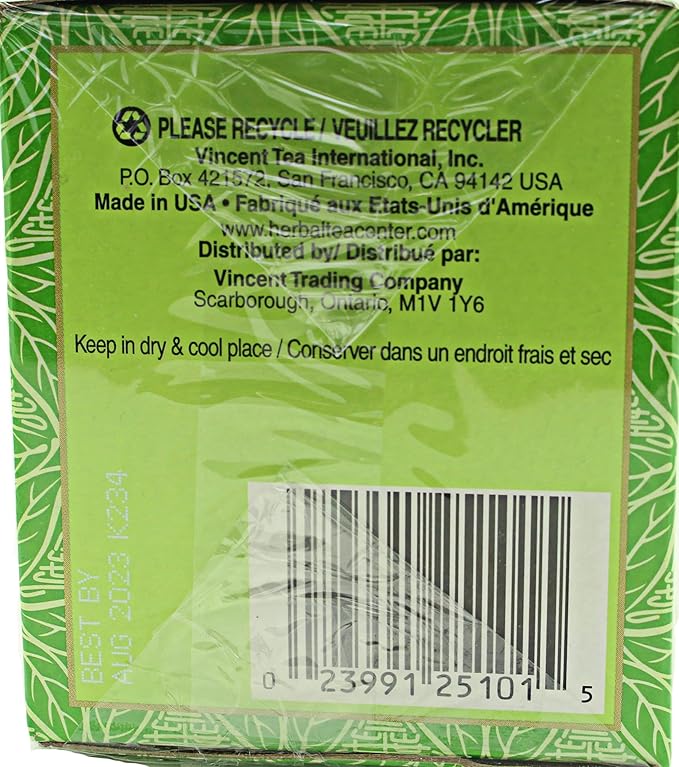 PLEASE RECYCLE / VEUILLEZ RECYCLER
Vincent Tea International, Inc.
P.O. Box 421572, San Francisco, CA 94142 USA
Made in USA • Fabriqué aux Etats-Unis d'Amérique
www.herbalteacenter.com
Distributed by/ Distribué par:
Vincent Trading Company
Scarborough, Ontario, M1V 1Y6
Keep in dry & cool place / Conserver dans un endroit frais et sec
BEST BY
AUG 2023 K234
0 23991 25101 5